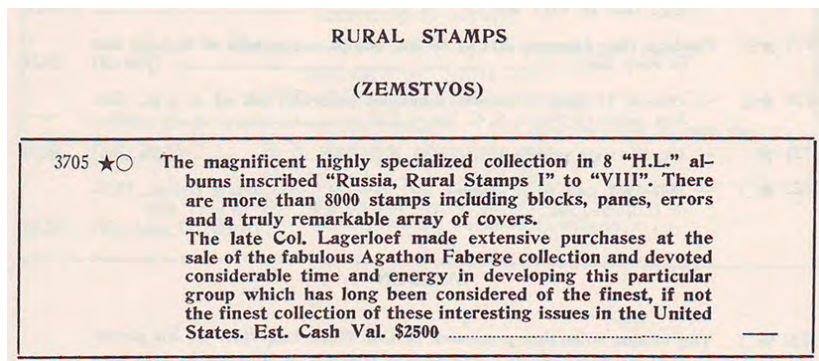 RURAL STAMPS
(ZEMSTVOS)
3705 ★○ The magnificent highly specialized collection in 8 “H.L.” al-
bums inscribed “Russia, Rural Stamps I” to “VIII”. There
are more than 8000 stamps including blocks, panes, errors
and a truly remarkable array of covers.
The late Col. Lagerloef made extensive purchases at the
sale of the fabulous Agathon Faberge collection and devoted
considerable time and energy in developing this particular
group which has long been considered of the finest, if not
the finest collection of these interesting issues in the United
States. Est. Cash Val. $2500